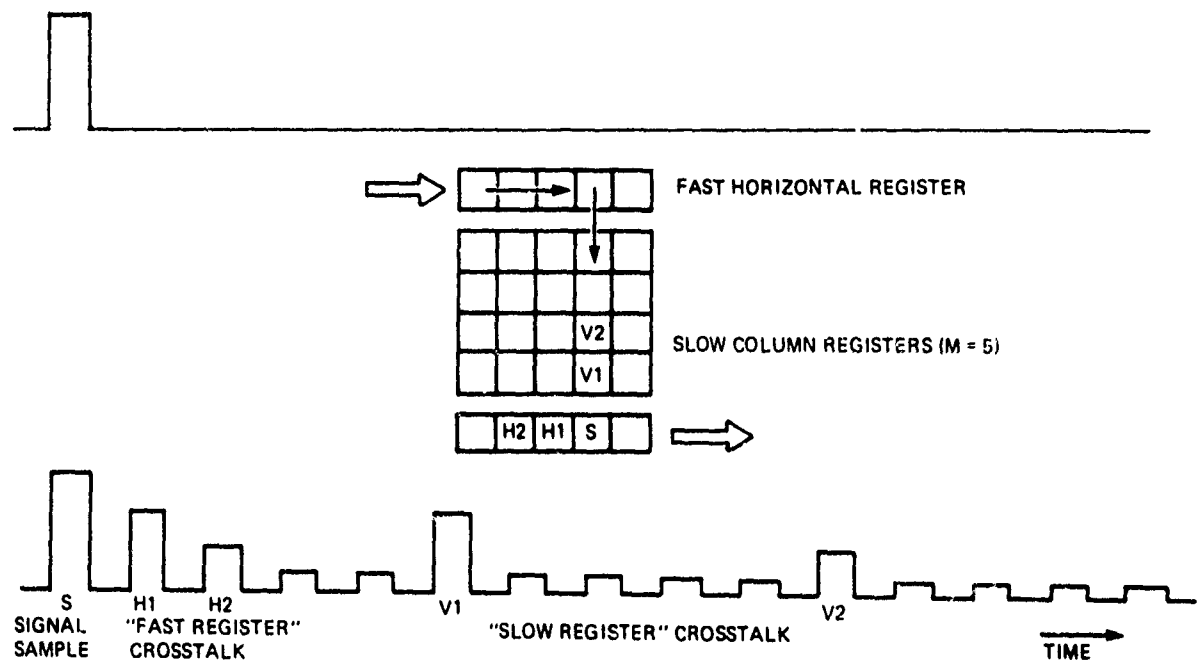 FAST HORIZONTAL REGISTER
V2
SLOW COLUMN REGISTERS (M = 5)
V1
H2 H1 S
S H1 H2 V1 V2
SIGNAL "FAST REGISTER" "SLOW REGISTER" CROSSTALK
SAMPLE CROSSTALK TIME